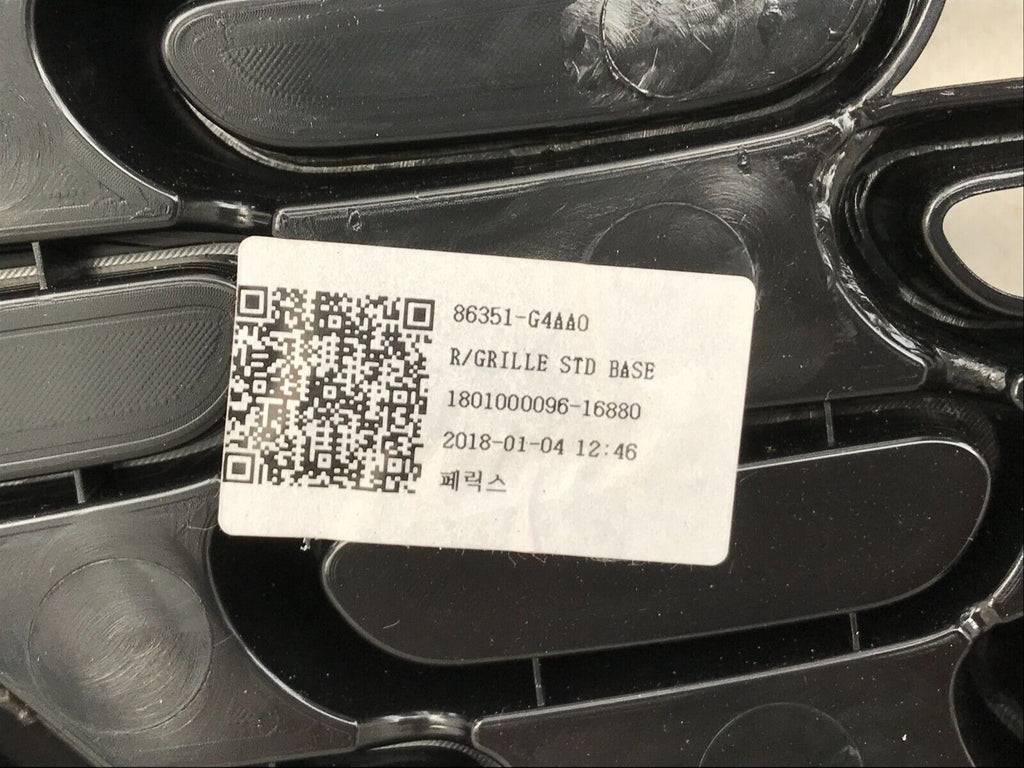 86351-G4AA0
R/GRILLE STD BASE
1801000096-16880
2018-01-04 12:46
페릭스